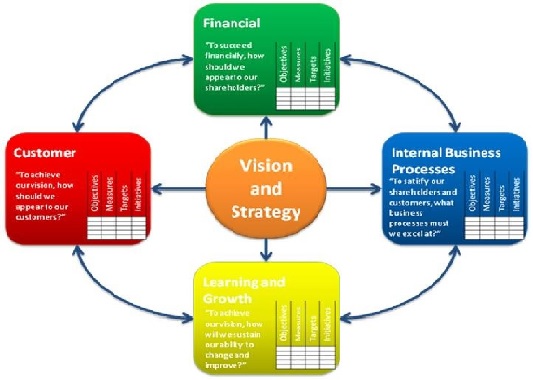 Financial
"To succeed
financially, how
should we
appear to our
shareholders?"
Objectives
Measures
Targets
Initiatives
Customer
"To achieve
our vision, how
should we
appear to our
customers?"
Objectives
Measures
Targets
Initiatives
Vision
and
Strategy
Internal Business
Processes
"To satisfy our
shareholders and
customers, what
business
processes must
we excel at?"
Objectives
Measures
Targets
Initiatives
Learning and
Growth
"To achieve
our vision, how
will we sustain
our ability to
change and
improve?"
Objectives
Measures
Targets
Initiatives